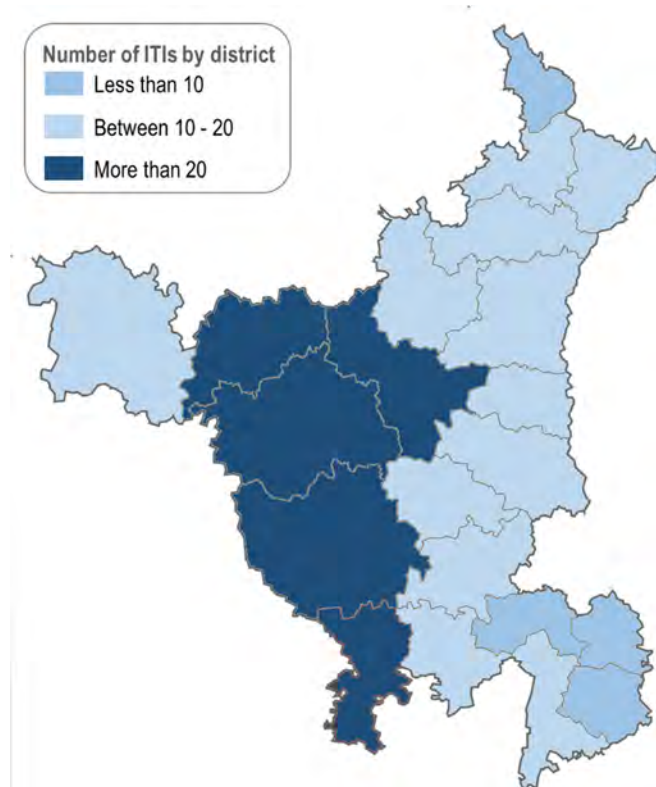 Number of ITIs by district
Less than 10
Between 10 - 20
More than 20